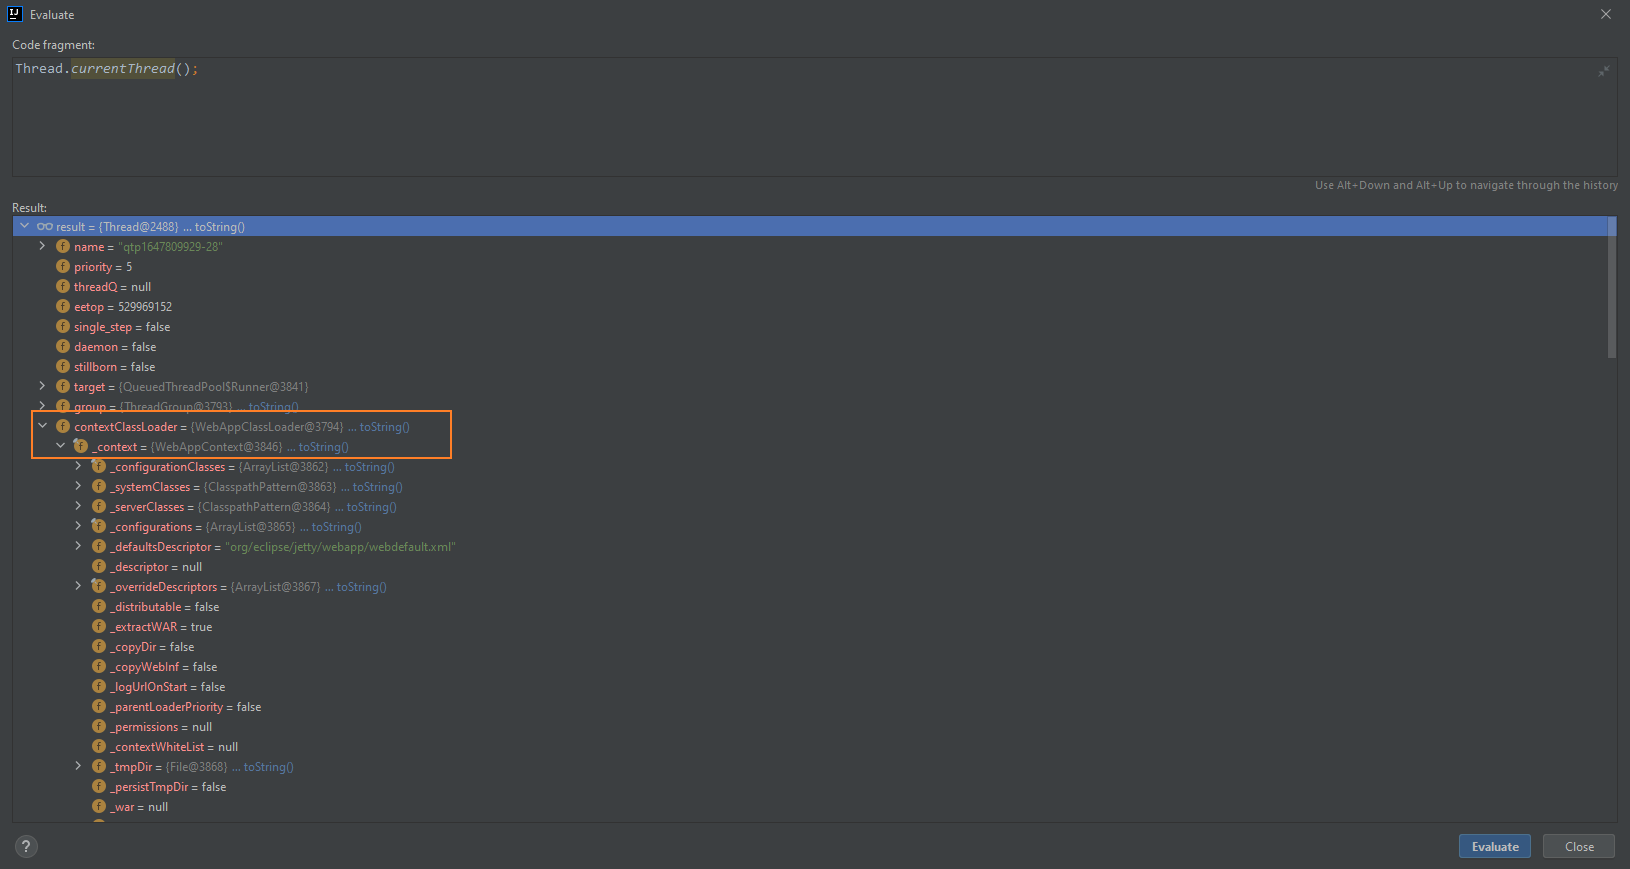 Evaluate
Code fragment:
Thread.currentThread();
Use Alt+Down and Alt+Up to navigate through the history
Result:
result = {Thread@2488} ... toString()
name = "qtp1647809929-28"
priority = 5
threadQ = null
eetop = 529969152
single_step = false
daemon = false
stillborn = false
target = {QueuedThreadPool$Runner@3841}
group = {ThreadGroup@3793} ... toString()
contextClassLoader = {WebAppClassLoader@3794} ... toString()
_context = {WebAppContext@3846} ... toString()
_configurationClasses = {ArrayList@3862} ... toString()
_systemClasses = {ClasspathPattern@3863} ... toString()
_serverClasses = {ClasspathPattern@3864} ... toString()
_configurations = {ArrayList@3865} ... toString()
_defaultsDescriptor = "org/eclipse/jetty/webapp/webdefault.xml"
_descriptor = null
_overrideDescriptors = {ArrayList@3867} ... toString()
_distributable = false
_extractWAR = true
_copyDir = false
_copyWebInf = false
_logUrlOnStart = false
_parentLoaderPriority = false
_permissions = null
_contextWhiteList = null
_tmpDir = {File@3868} ... toString()
_persistTmpDir = false
_war = null
? Evaluate Close